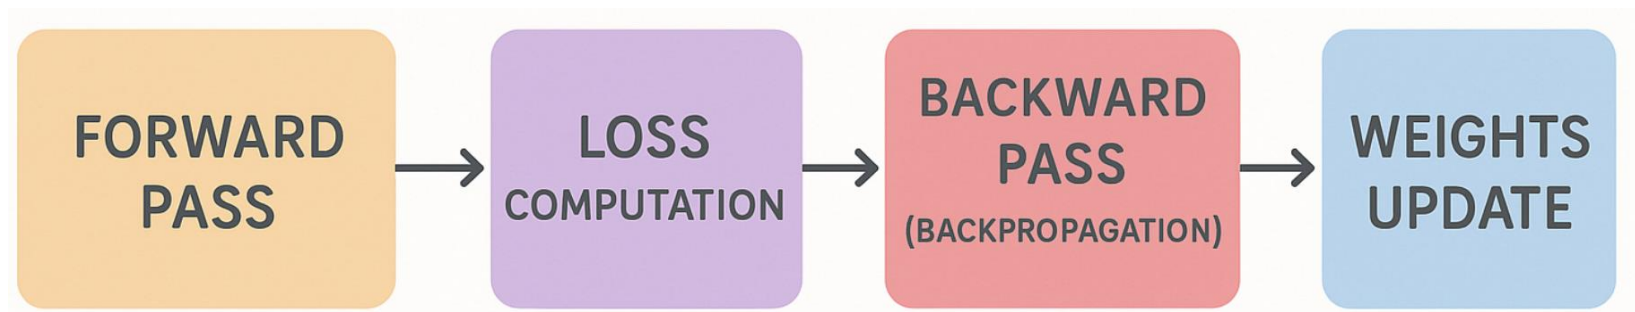 FORWARD
PASS
LOSS
COMPUTATION
BACKWARD
PASS
(BACKPROPAGATION)
WEIGHTS
UPDATE